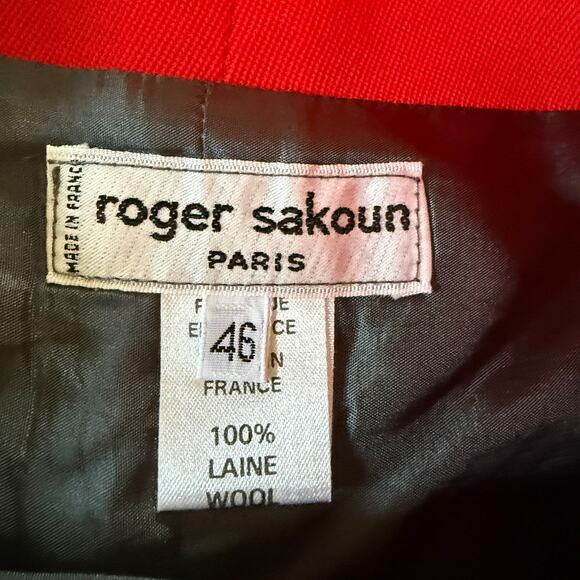 MADE IN FRANCE
roger sakoun
PARIS
46
FRANCE
100%
LAINE
WOOL